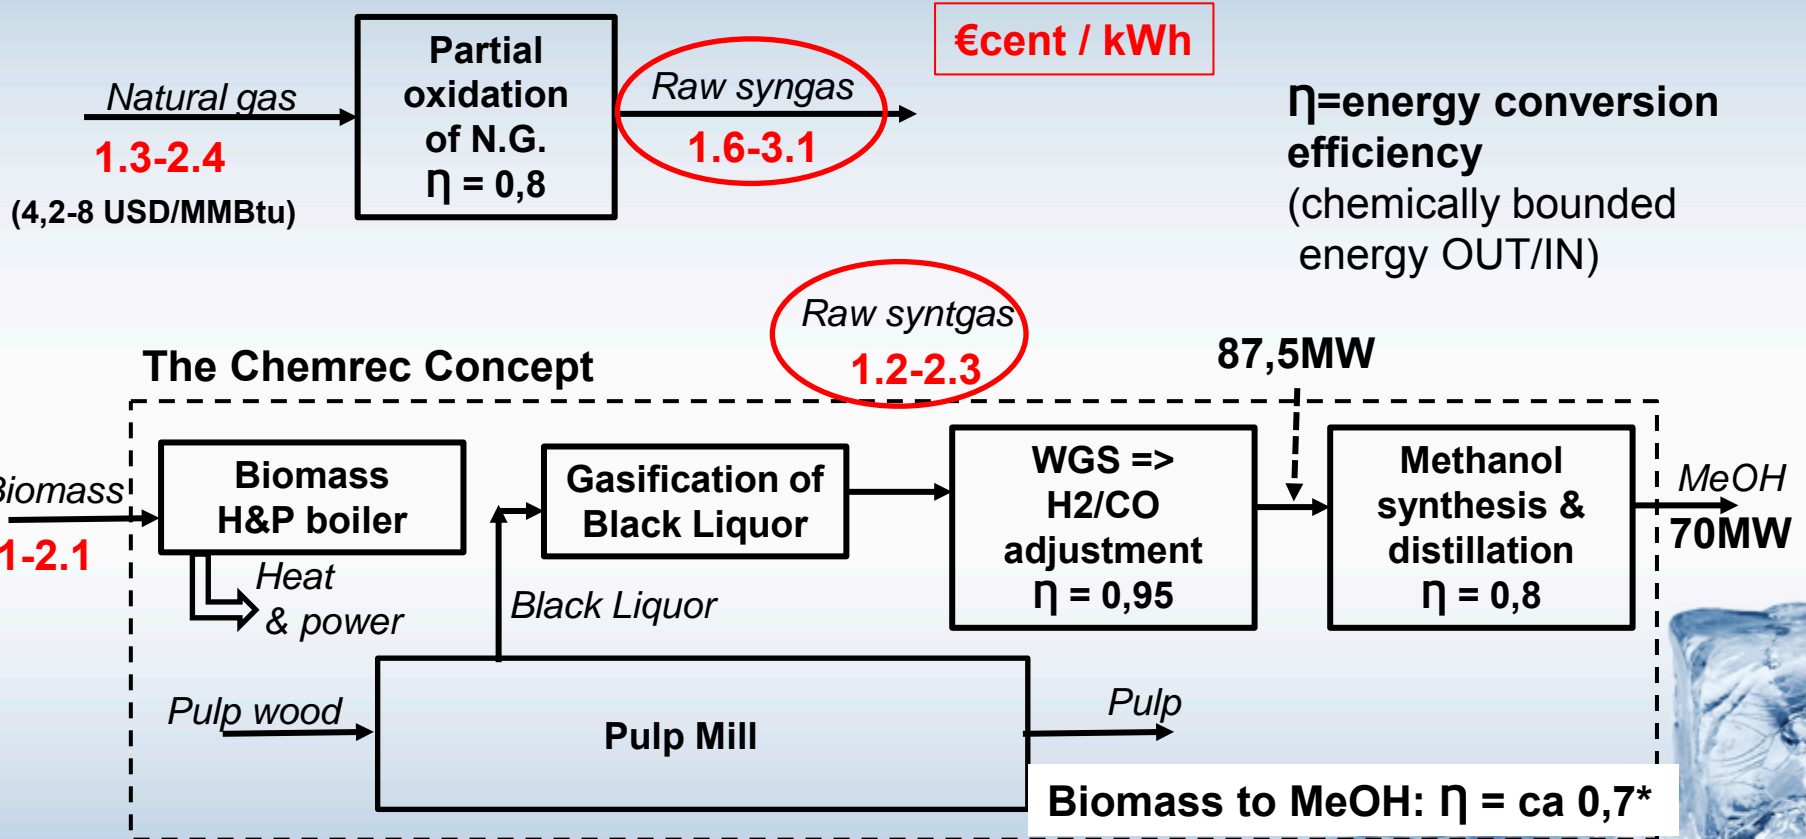 Partial
oxidation
of N.G.
Ƞ = 0,8
€cent / kWh
Natural gas
1.3-2.4
(4,2-8 USD/MMBtu)
Raw syngas
1.6-3.1
Ƞ=energy conversion
efficiency
(chemically bounded
energy OUT/IN)
Raw syntgas
1.2-2.3
The Chemrec Concept
87,5MW
Biomass
1-2.1
Biomass
H&P boiler
Heat
& power
Gasification of
Black Liquor
Black Liquor
WGS =>
H2/CO
adjustment
Ƞ = 0,95
Methanol
synthesis &
distillation
Ƞ = 0,8
MeOH
70MW
Pulp wood
Pulp Mill
Pulp
Biomass to MeOH: Ƞ = ca 0,7*